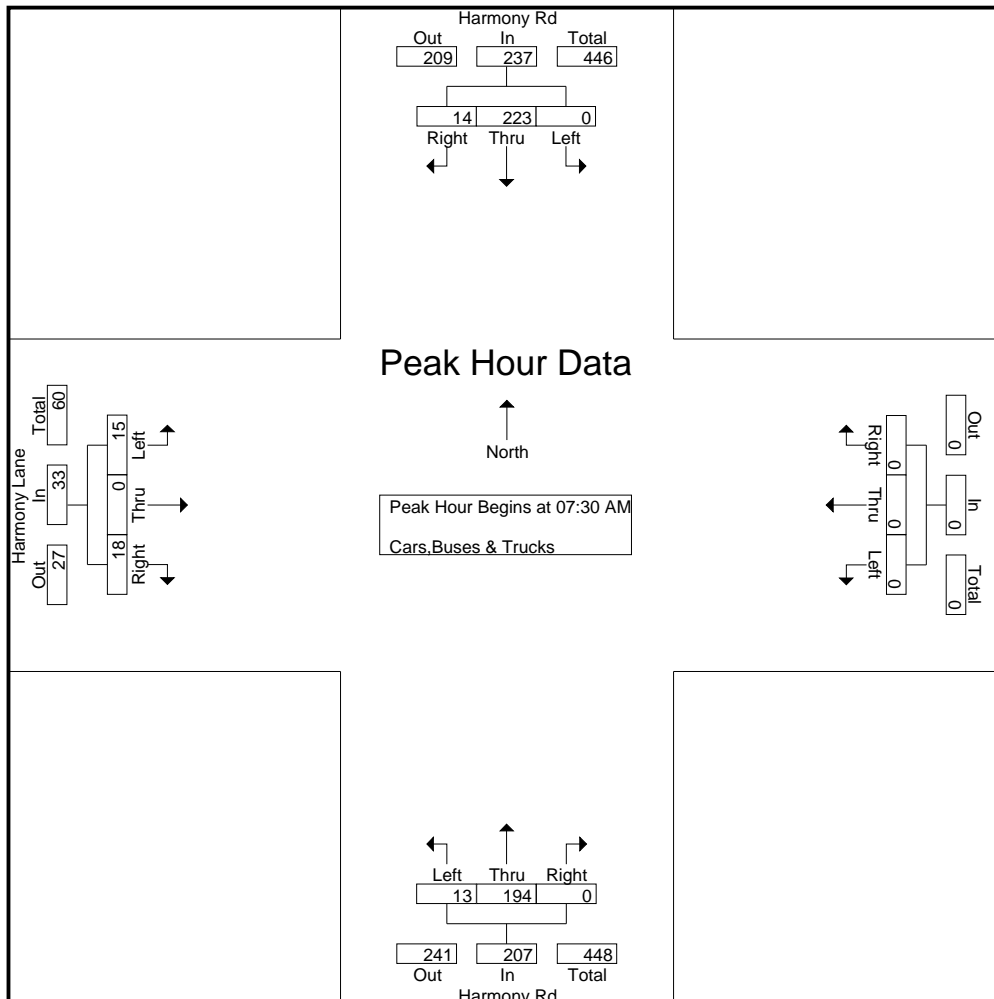 Harmony Rd
Out In Total
209 237 446
14 223 0
Right Thru Left
Peak Hour Data
North
Peak Hour Begins at 07:30 AM
Cars,Buses & Trucks
Harmony Lane
Out In Total
27 33 60
18 0 15
Right Thru Left
Out In Total
0 0 0
Right Thru Left
0 0 0
Left Thru Right
13 194 0
241 207 448
Out In Total
Harmony Rd